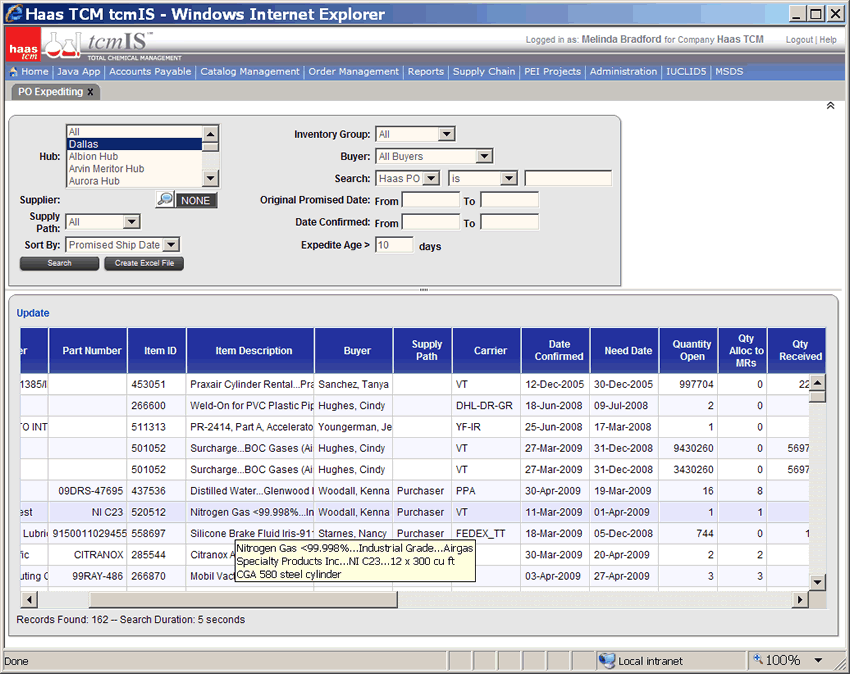 Haas TCM tcmIS - Windows Internet Explorer
haas tcm
tcmIS™
TOTAL CHEMICAL MANAGEMENT
Logged in as: Melinda Bradford for Company Haas TCM
Logout | Help
Home | Java App | Accounts Payable | Catalog Management | Order Management | Reports | Supply Chain | PEI Projects | Administration | IUCLID5 | MSDS
PO Expediting x
Hub:
All
Dallas
Albion Hub
Arvin Meritor Hub
Aurora Hub
Supplier: NONE
Supply Path: All
Sort By: Promised Ship Date
Search Create Excel File
Inventory Group: All
Buyer: All Buyers
Search: Haas PO is
Original Promised Date: From To
Date Confirmed: From To
Expedite Age > 10 days
Update
er Part Number Item ID Item Description Buyer Supply Path Carrier Date Confirmed Need Date Quantity Open Qty Alloc to MRs Qty Received
1385/I 453051 Praxair Cylinder Rental...Pra Sanchez, Tanya VT 12-Dec-2005 30-Dec-2005 997704 0 22
266600 Weld-On for PVC Plastic Pip Hughes, Cindy DHL-DR-GR 18-Jun-2008 09-Jul-2008 2 0
TO INT 511313 PR-2414, Part A, Accelerato Youngerman, Je YF-IR 25-Jun-2008 17-Mar-2008 1 0
501052 Surcharge...BOC Gases (Ai Hughes, Cindy VT 27-Mar-2009 31-Dec-2008 9430260 0 5697
501052 Surcharge...BOC Gases (Ai Hughes, Cindy VT 27-Mar-2009 31-Dec-2008 3430260 0 5697
09DRS-47695 437536 Distilled Water...Glenwood I Woodall, Kenna Purchaser PPA 30-Apr-2009 19-Mar-2009 16 8
est NI C23 520512 Nitrogen Gas <99.998%...In Woodall, Kenna Purchaser VT 11-Mar-2009 01-Apr-2009 1 1
Lubri 9150011029455 558697 Silicone Brake Fluid Iris-91 Starnes, Nancy Purchaser FEDEX_TT 18-Mar-2009 05-Dec-2008 744 0 1
fic CITRANOX 285544 Citranox A 30-Mar-2009 20-Apr-2009 2 2
uting C 99RAY-486 266870 Mobil Vac 03-Apr-2009 27-Apr-2009 3 3
Nitrogen Gas <99.998%...Industrial Grade...Airgas
Specialty Products Inc...NI C23...12 x 300 cu ft
CGA 580 steel cylinder
Records Found: 162 -- Search Duration: 5 seconds
Done Local intranet 100%